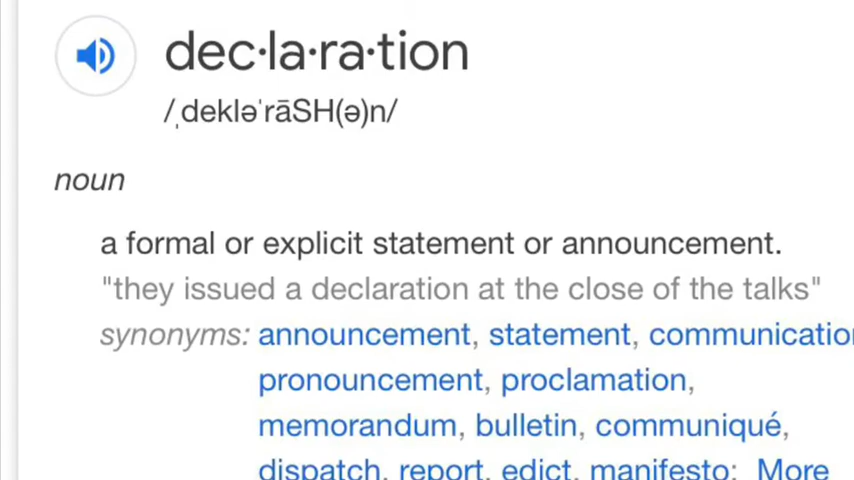 dec·la·ra·tion
/ˌdekləˈrāSH(ə)n/
noun
a formal or explicit statement or announcement.
"they issued a declaration at the close of the talks"
synonyms: announcement, statement, communication
pronouncement, proclamation,
memorandum, bulletin, communiqué,
dispatch, report, edict, manifesto; More